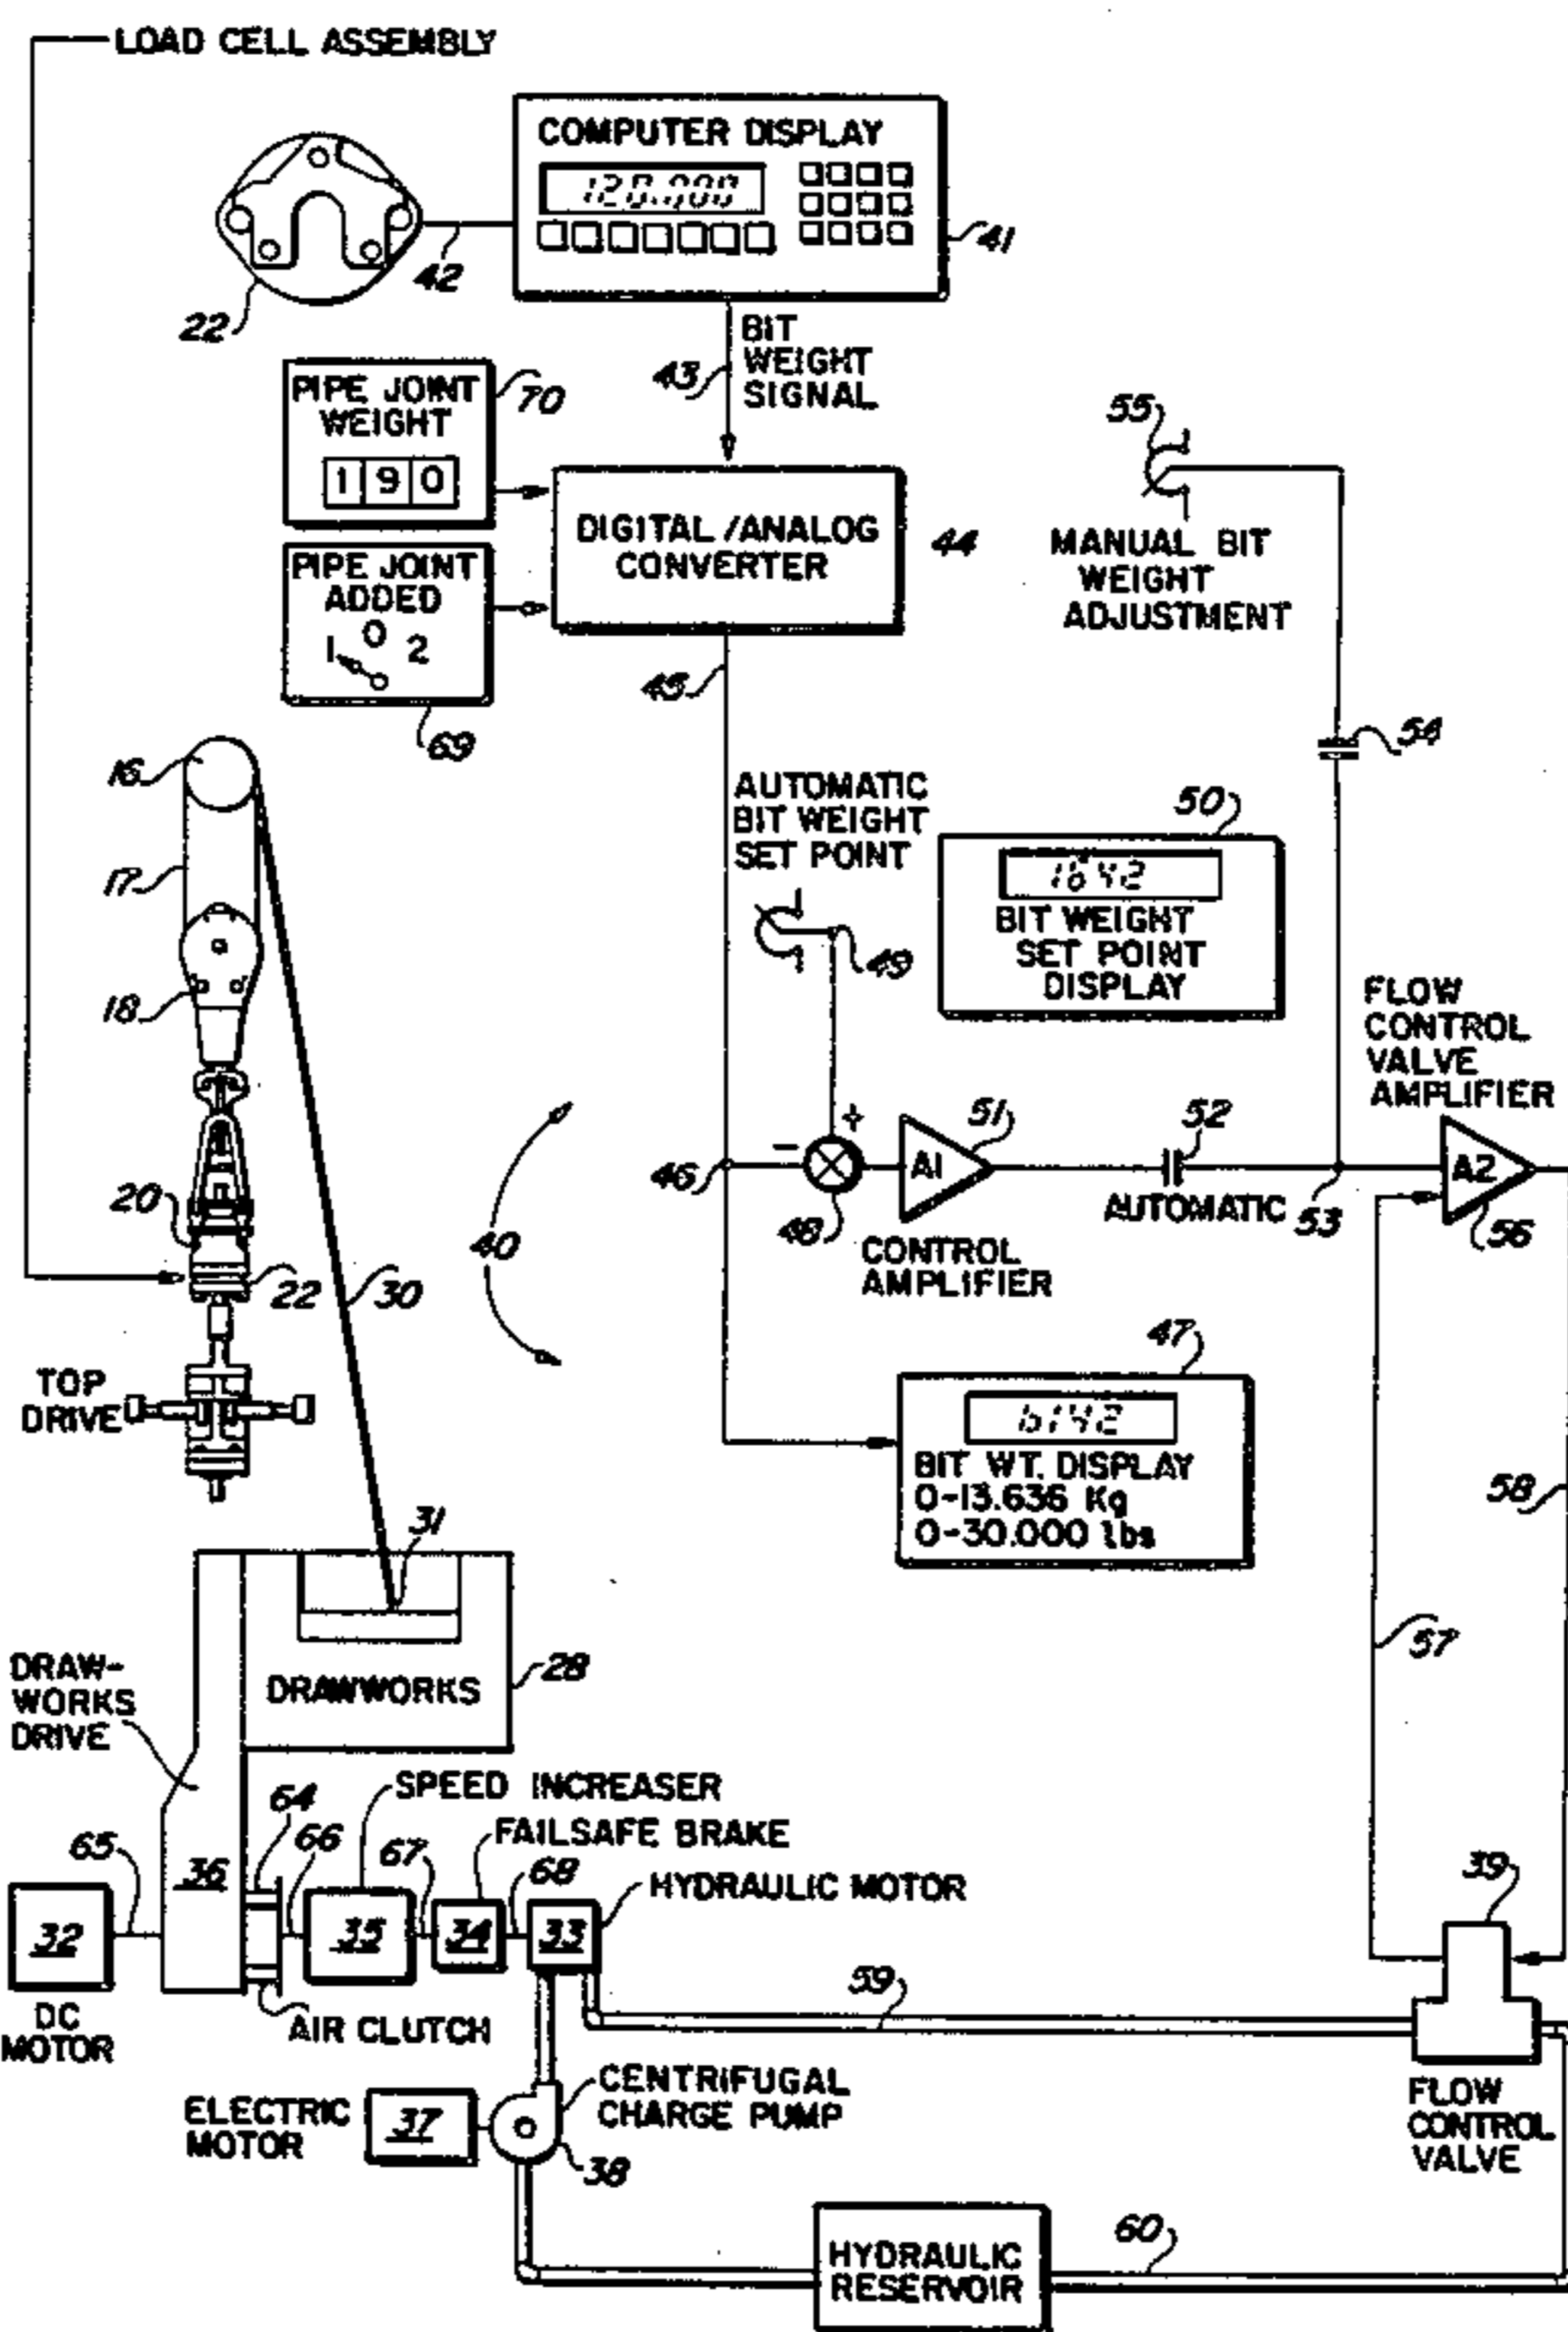 LOAD CELL ASSEMBLY
COMPUTER DISPLAY
120.000
41
42
22
BIT
WEIGHT
SIGNAL
43
PIPE JOINT
WEIGHT
1 9 0
70
55
DIGITAL/ANALOG
CONVERTER
44
MANUAL BIT
WEIGHT
ADJUSTMENT
PIPE JOINT
ADDED
1 0 2
69
45
54
16
17
18
AUTOMATIC
BIT WEIGHT
SET POINT
49
50
BIT WEIGHT
SET POINT
DISPLAY
FLOW
CONTROL
VALVE
AMPLIFIER
- +
46
48
A1
51
CONTROL
AMPLIFIER
52
AUTOMATIC
53
A2
56
20
22
30
40
TOP
DRIVE
47
BIT WT. DISPLAY
0-13.636 Kg
0-30.000 lbs
58
57
31
28
DRAWWORKS
DRAW-
WORKS
DRIVE
64
SPEED INCREASER
FAILSAFE BRAKE
HYDRAULIC MOTOR
65
36
66
67
68
39
32
35
34
33
DC
MOTOR
AIR CLUTCH
59
ELECTRIC
MOTOR
37
CENTRIFUGAL
CHARGE PUMP
38
FLOW
CONTROL
VALVE
HYDRAULIC
RESERVOIR
60